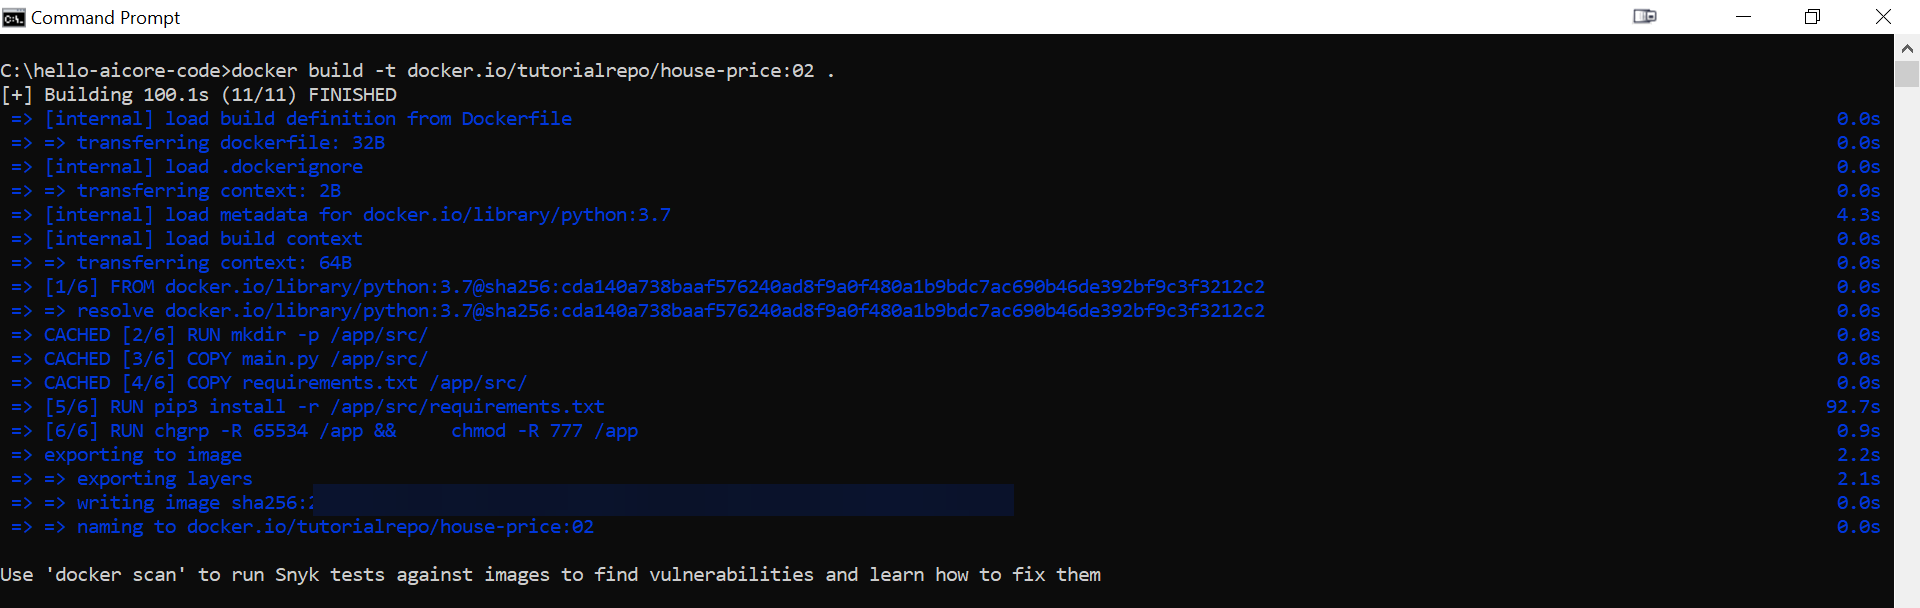 Command Prompt
C:\hello-aicore-code>docker build -t docker.io/tutorialrepo/house-price:02 .
[+] Building 100.1s (11/11) FINISHED
=> [internal] load build definition from Dockerfile 0.0s
=> => transferring dockerfile: 32B 0.0s
=> [internal] load .dockerignore 0.0s
=> => transferring context: 2B 0.0s
=> [internal] load metadata for docker.io/library/python:3.7 4.3s
=> [internal] load build context 0.0s
=> => transferring context: 64B 0.0s
=> [1/6] FROM docker.io/library/python:3.7@sha256:cda140a738baaf576240ad8f9a0f480a1b9bdc7ac690b46de392bf9c3f3212c2 0.0s
=> => resolve docker.io/library/python:3.7@sha256:cda140a738baaf576240ad8f9a0f480a1b9bdc7ac690b46de392bf9c3f3212c2 0.0s
=> CACHED [2/6] RUN mkdir -p /app/src/ 0.0s
=> CACHED [3/6] COPY main.py /app/src/ 0.0s
=> CACHED [4/6] COPY requirements.txt /app/src/ 0.0s
=> [5/6] RUN pip3 install -r /app/src/requirements.txt 92.7s
=> [6/6] RUN chgrp -R 65534 /app &&     chmod -R 777 /app 0.9s
=> exporting to image 2.2s
=> => exporting layers 2.1s
=> => writing image sha256: 0.0s
=> => naming to docker.io/tutorialrepo/house-price:02 0.0s
Use 'docker scan' to run Snyk tests against images to find vulnerabilities and learn how to fix them